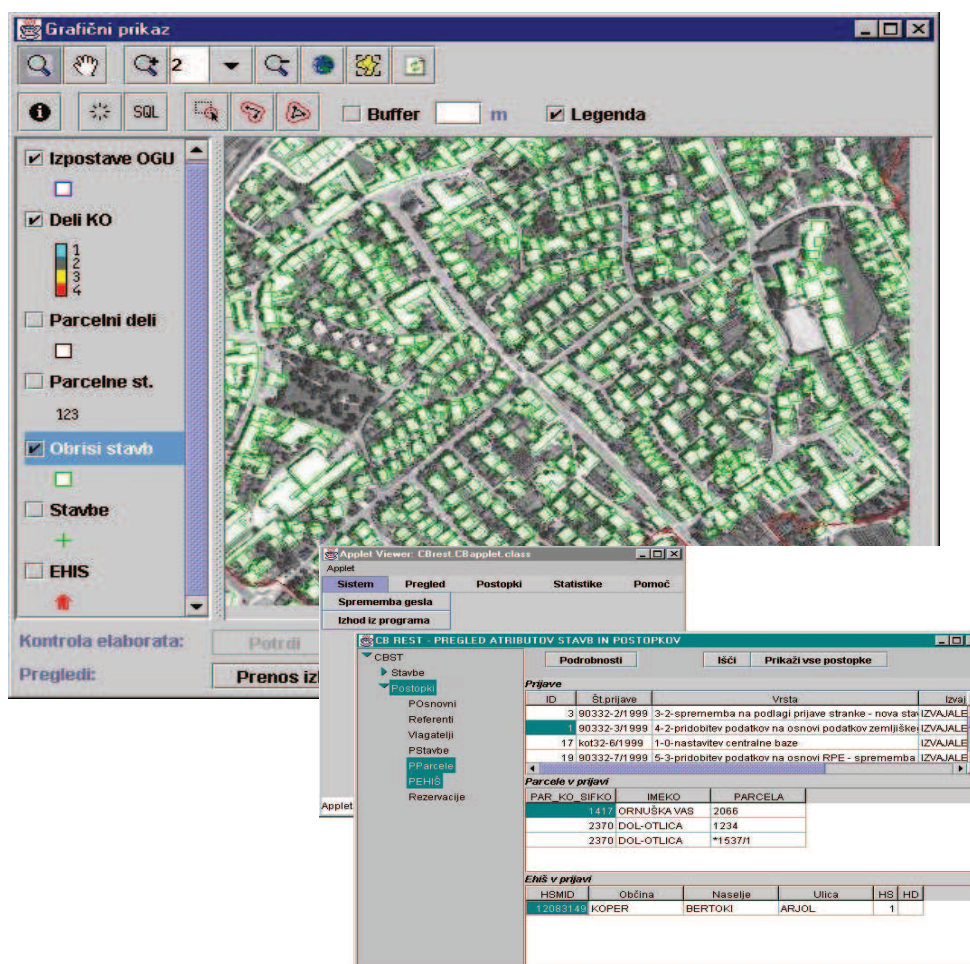 Grafični prikaz
2
SQL Buffer m Legenda
Izpostave OGU
Deli KO
1
2
3
4
Parcelni deli
Parcelne st.
123
Obrisi stavb
Stavbe
EHIS
Kontrola elaborata: Potrdi
Pregledi: Prenos iz
Applet Viewer: CBrest.CBapplet.class
Applet
Sistem Pregled Postopki Statistike Pomoč
Sprememba gesla
Izhod iz programa
Applet
CB REST - PREGLED ATRIBUTOV STAVB IN POSTOPKOV
CBST
Stavbe
Postopki
POsnovni
Referenti
Vlagatelji
PStavbe
PParcele
PEHIŠ
Rezervacije
Podrobnosti Išči Prikaži vse postopke
Prijave
ID Št.prijave Vrsta Izvaj
3 90332-2/1999 3-2-sprememba na podlagi prijave stranke - nova stav IZVAJALE
1 90332-3/1999 4-2-pridobitev podatkov na osnovi podatkov zemljiške IZVAJALE
17 kot32-6/1999 1-0-nastavitev centralne baze IZVAJALE
19 90332-7/1999 5-3-pridobitev podatkov na osnovi RPE - sprememba IZVAJALE
Parcele v prijavi
PAR_KO_SIFKO IMEKO PARCELA
1417 ORNUŠKA VAS 2066
2370 DOL-OTLICA 1234
2370 DOL-OTLICA *1537/1
Ehiš v prijavi
HSMID Občina Naselje Ulica HS HD
12083149 KOPER BERTOKI ARJOL 1